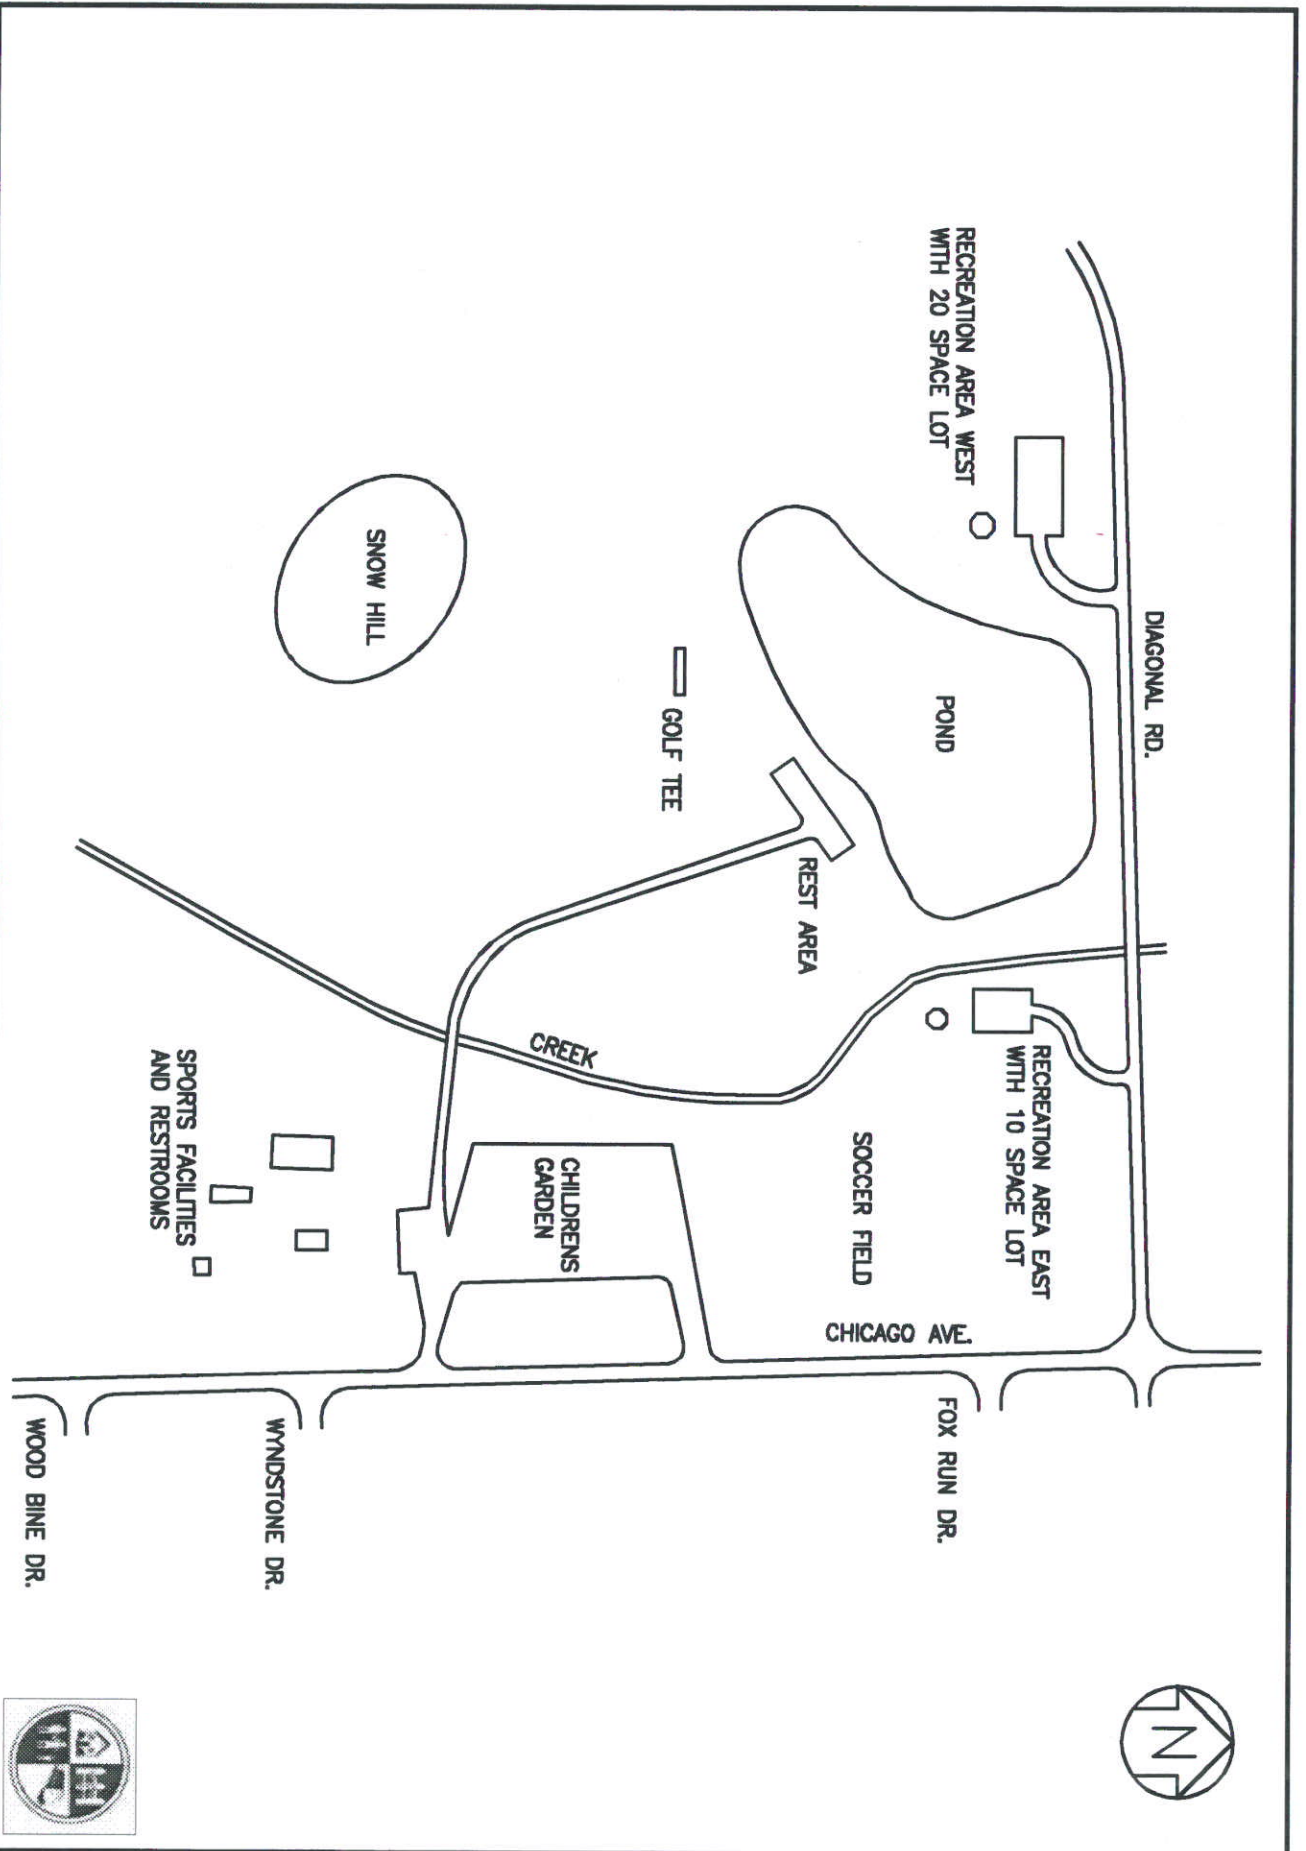 DIAGONAL RD.
RECREATION AREA WEST
WITH 20 SPACE LOT
POND
RECREATION AREA EAST
WITH 10 SPACE LOT
SOCCER FIELD
CHICAGO AVE.
FOX RUN DR.
REST AREA
GOLF TEE
CREEK
CHILDRENS
GARDEN
SNOW HILL
SPORTS FACILITIES
AND RESTROOMS
WYNDSTONE DR.
WOOD BINE DR.
N